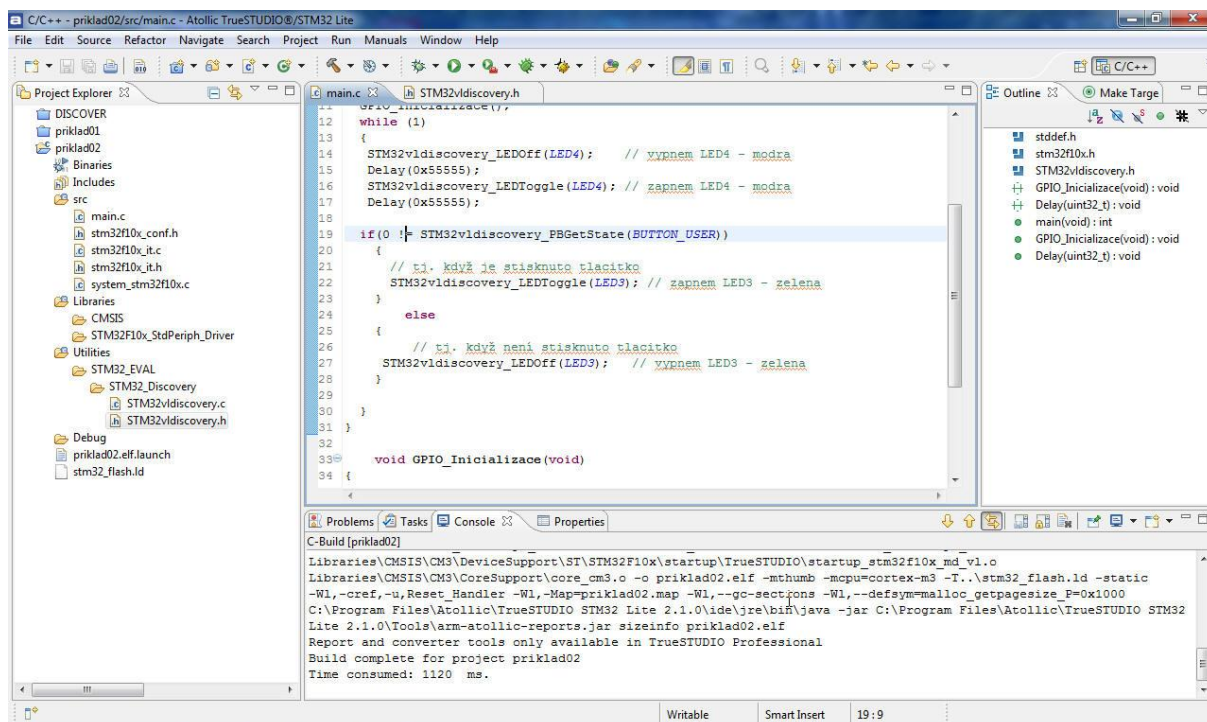 C/C++ - priklad02/src/main.c - Atollic TrueSTUDIO®/STM32 Lite
File Edit Source Refactor Navigate Search Project Run Manuals Window Help
C/C++
Project Explorer
DISCOVER
priklad01
priklad02
Binaries
Includes
src
main.c
stm32f10x_conf.h
stm32f10x_it.c
stm32f10x_it.h
system_stm32f10x.c
Libraries
CMSIS
STM32F10x_StdPeriph_Driver
Utilities
STM32_EVAL
STM32_Discovery
STM32vldiscovery.c
STM32vldiscovery.h
Debug
priklad02.elf.launch
stm32_flash.ld
main.c STM32vldiscovery.h
11 GPIO_Inicializace();
12 while (1)
13 {
14 STM32vldiscovery_LEDOff(LED4); // vypnem LED4 - modra
15 Delay(0x55555);
16 STM32vldiscovery_LEDToggle(LED4); // zapnem LED4 - modra
17 Delay(0x55555);
18
19 if(0 != STM32vldiscovery_PBGetState(BUTTON_USER))
20 {
21 // tj. když je stisknuto tlacitko
22 STM32vldiscovery_LEDToggle(LED3); // zapnem LED3 - zelena
23 }
24 else
25 {
26 // tj. když není stisknuto tlacitko
27 STM32vldiscovery_LEDOff(LED3); // vypnem LED3 - zelena
28 }
29
30 }
31 }
32
33 void GPIO_Inicializace(void)
34 {
Outline Make Targe
stddef.h
stm32f10x.h
STM32vldiscovery.h
GPIO_Inicializace(void) : void
Delay(uint32_t) : void
main(void) : int
GPIO_Inicializace(void) : void
Delay(uint32_t) : void
Problems Tasks Console Properties
C-Build [priklad02]
Libraries\CMSIS\CM3\DeviceSupport\ST\STM32F10x\startup\TrueSTUDIO\startup_stm32f10x_md_vl.o
Libraries\CMSIS\CM3\CoreSupport\core_cm3.o -o priklad02.elf -mthumb -mcpu=cortex-m3 -T..\stm32_flash.ld -static
-Wl,-cref,-u,Reset_Handler -Wl,-Map=priklad02.map -Wl,--gc-sections -Wl,--defsym=malloc_getpagesize_P=0x1000
C:\Program Files\Atollic\TrueSTUDIO STM32 Lite 2.1.0\ide\jre\bin\java -jar C:\Program Files\Atollic\TrueSTUDIO STM32
Lite 2.1.0\Tools\arm-atollic-reports.jar sizeinfo priklad02.elf
Report and converter tools only available in TrueSTUDIO Professional
Build complete for project priklad02
Time consumed: 1120 ms.
Writable Smart Insert 19 : 9